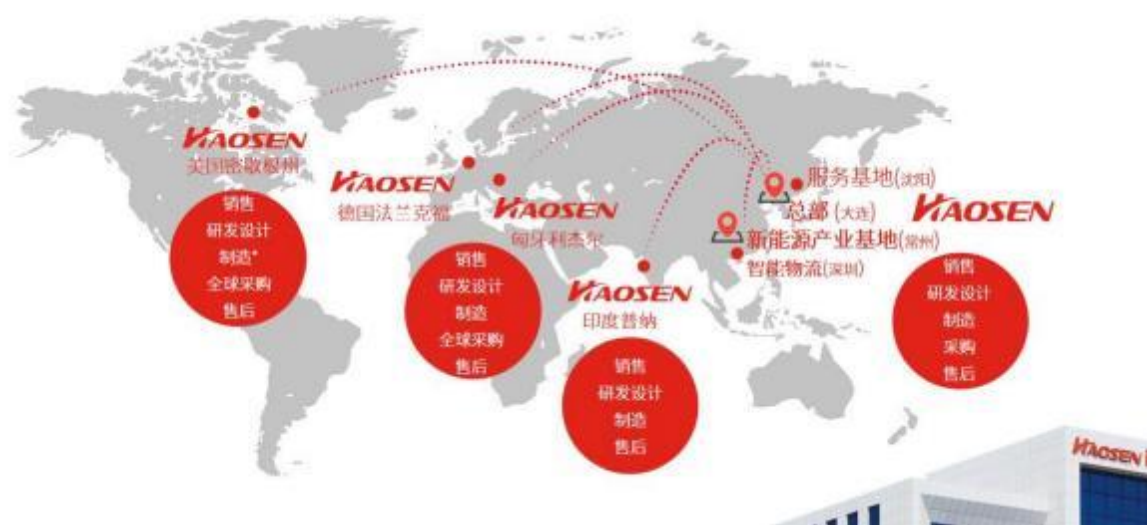 HAOSEN
美国密歇根州
销售
研发设计
制造*
全球采购
售后
HAOSEN
德国法兰克福
HAOSEN
匈牙利杰尔
销售
研发设计
制造
全球采购
售后
HAOSEN
印度普纳
销售
研发设计
制造
售后
服务基地(沈阳)
总部 (大连)
新能源产业基地(常州)
智能物流(深圳)
HAOSEN
销售
研发设计
制造
采购
售后
HAOSEN